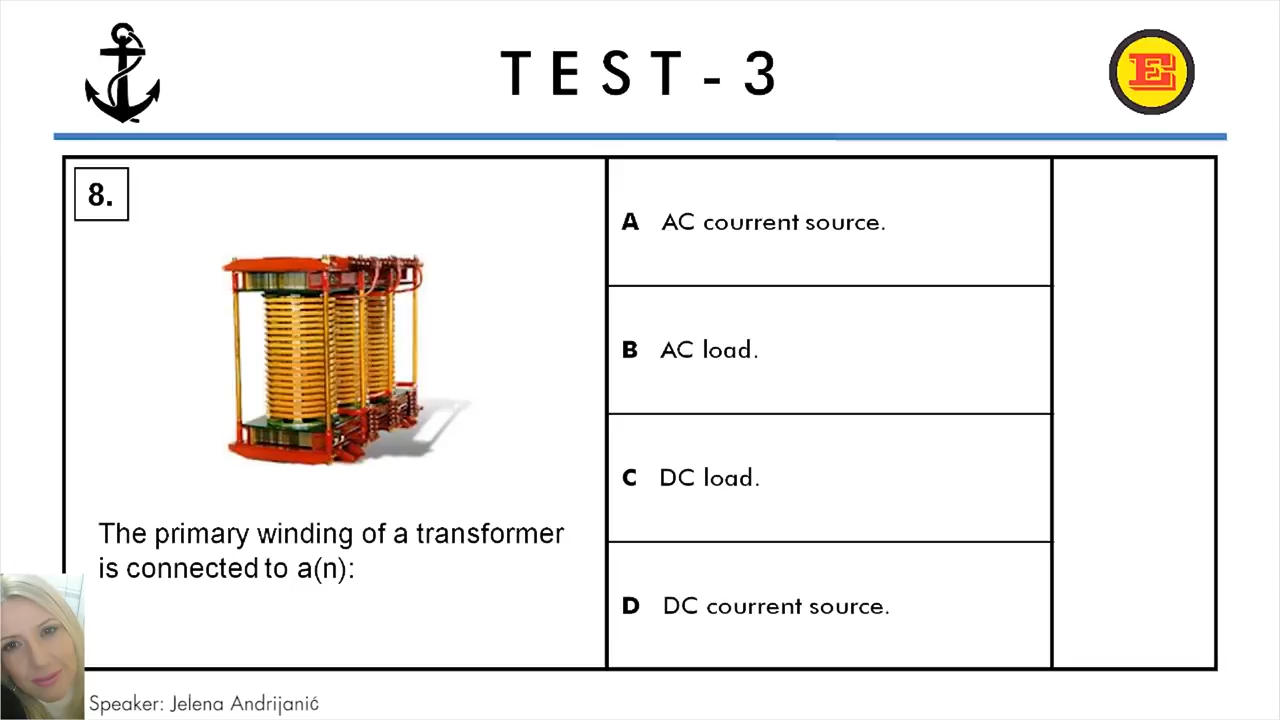 TEST-3
E
8.
The primary winding of a transformer
is connected to a(n):
A AC courrent source.
B AC load.
C DC load.
D DC courrent source.
Speaker: Jelena Andrijanić